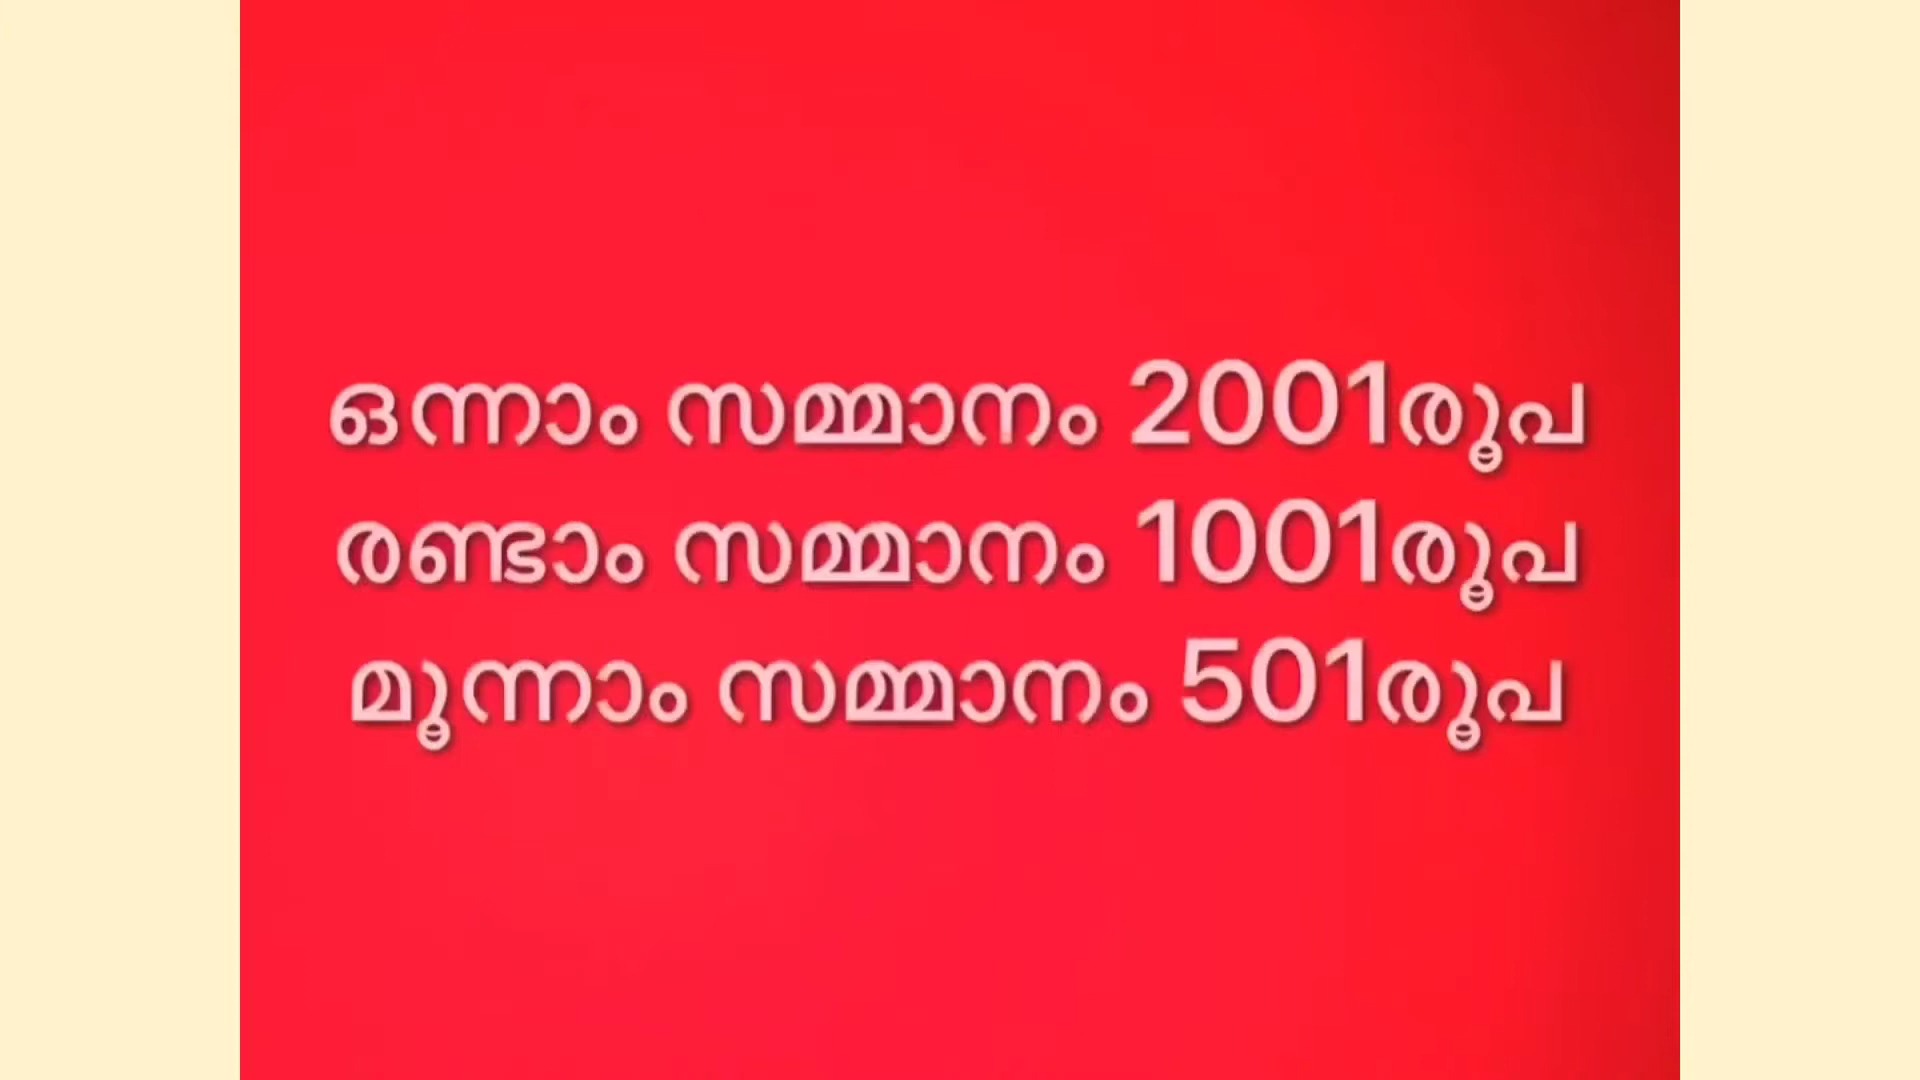 ഒന്നാം സമ്മാനം 2001രൂപ
രണ്ടാം സമ്മാനം 1001രൂപ
മൂന്നാം സമ്മാനം 501രൂപ